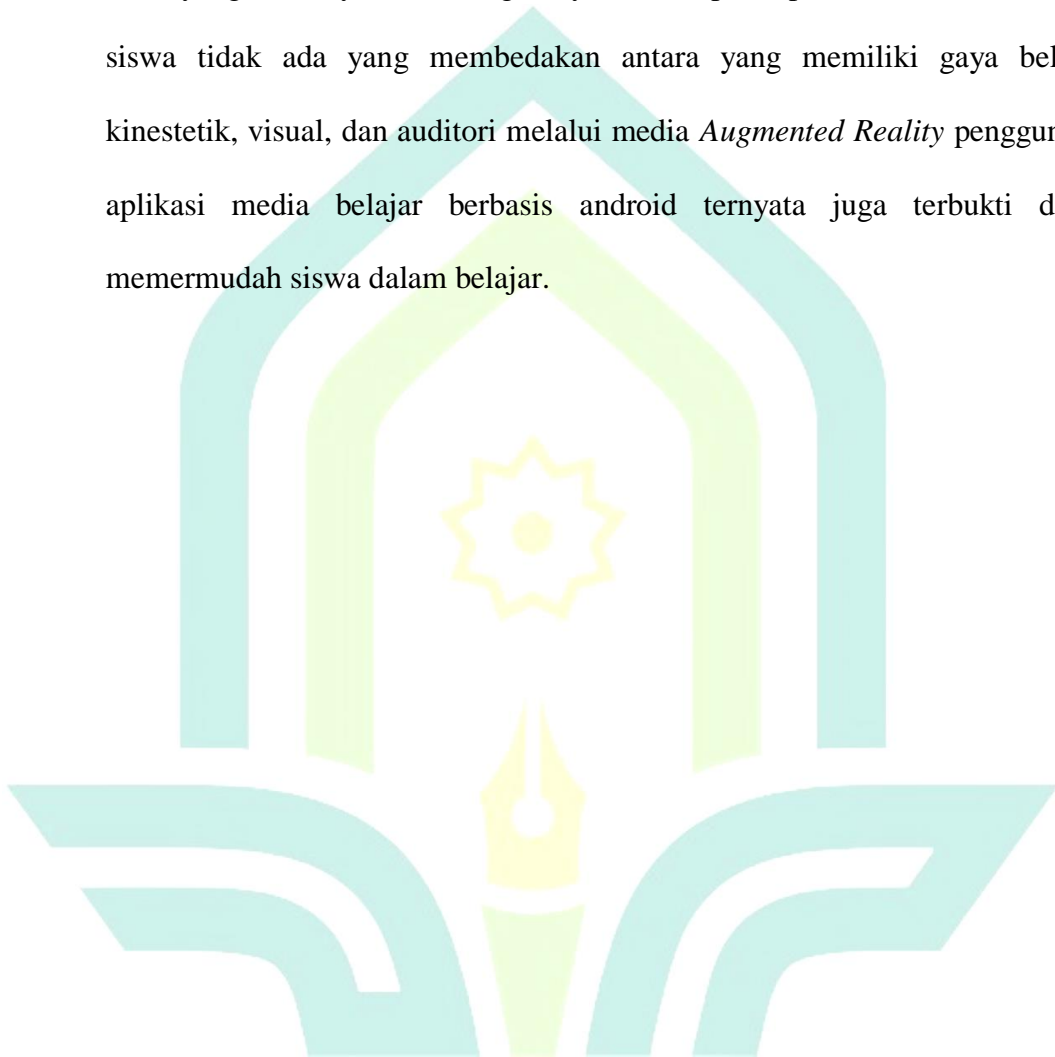 siswa tidak ada yang membedakan antara yang memiliki gaya
kinestetik, visual, dan auditori melalui media Augmented Reality
aplikasi media belajar berbasis android ternyata juga terbukti
memermudah siswa dalam belajar.